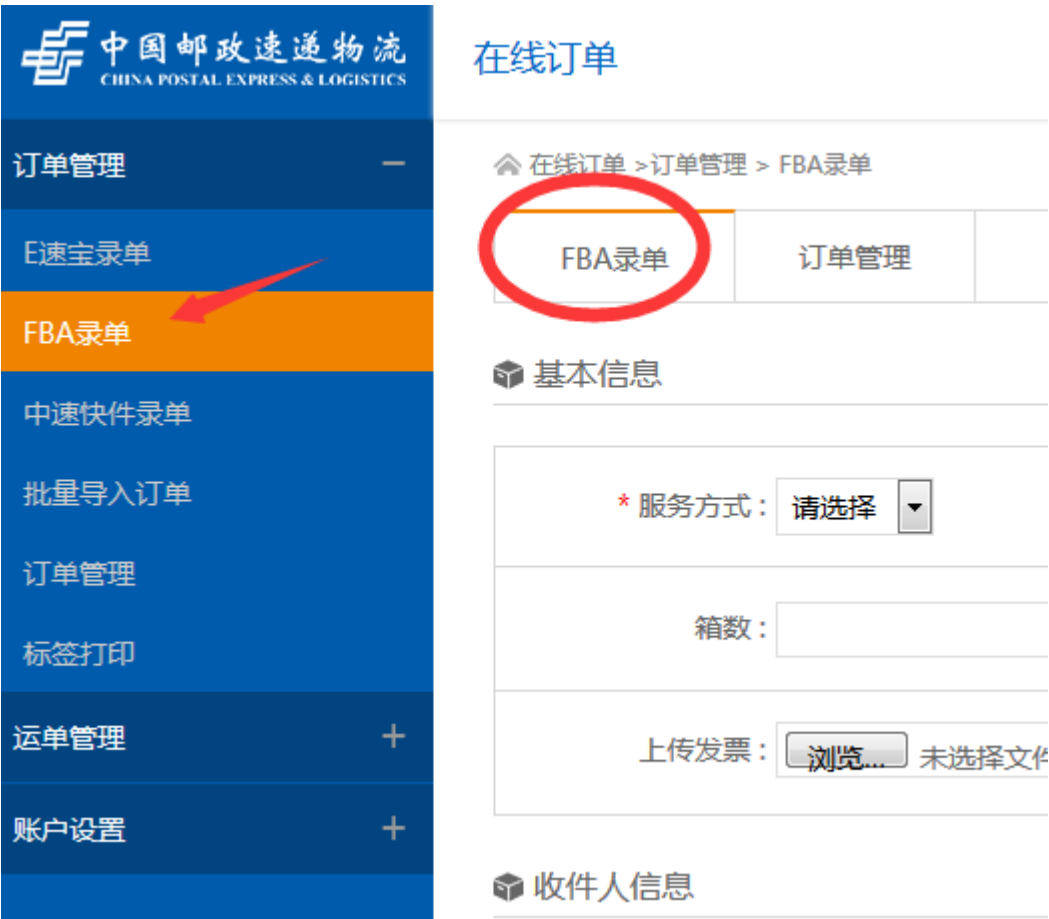 中国邮政速递物流
CHINA POSTAL EXPRESS & LOGISTICS
在线订单
订单管理
E速宝录单
FBA录单
中速快件录单
批量导入订单
订单管理
标签打印
运单管理
账户设置
在线订单 >订单管理 > FBA录单
FBA录单
订单管理
基本信息
* 服务方式： 请选择
箱数：
上传发票： 浏览... 未选择文件
收件人信息